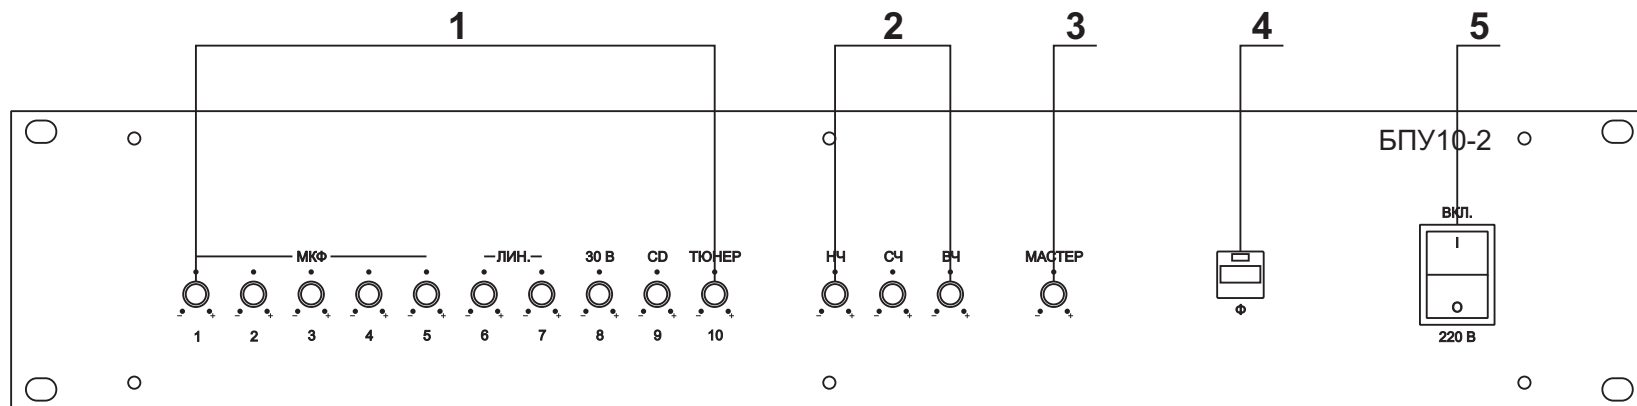 1 2 3 4 5
БПУ10-2
ВКЛ.
МКФ ЛИН. 30 В CD ТЮНЕР НЧ СЧ ВЧ МАСТЕР
I
- + - + - + - + - + - + - + - + - + - + - + - + - + - +
O
Ф
1 2 3 4 5 6 7 8 9 10 220 В